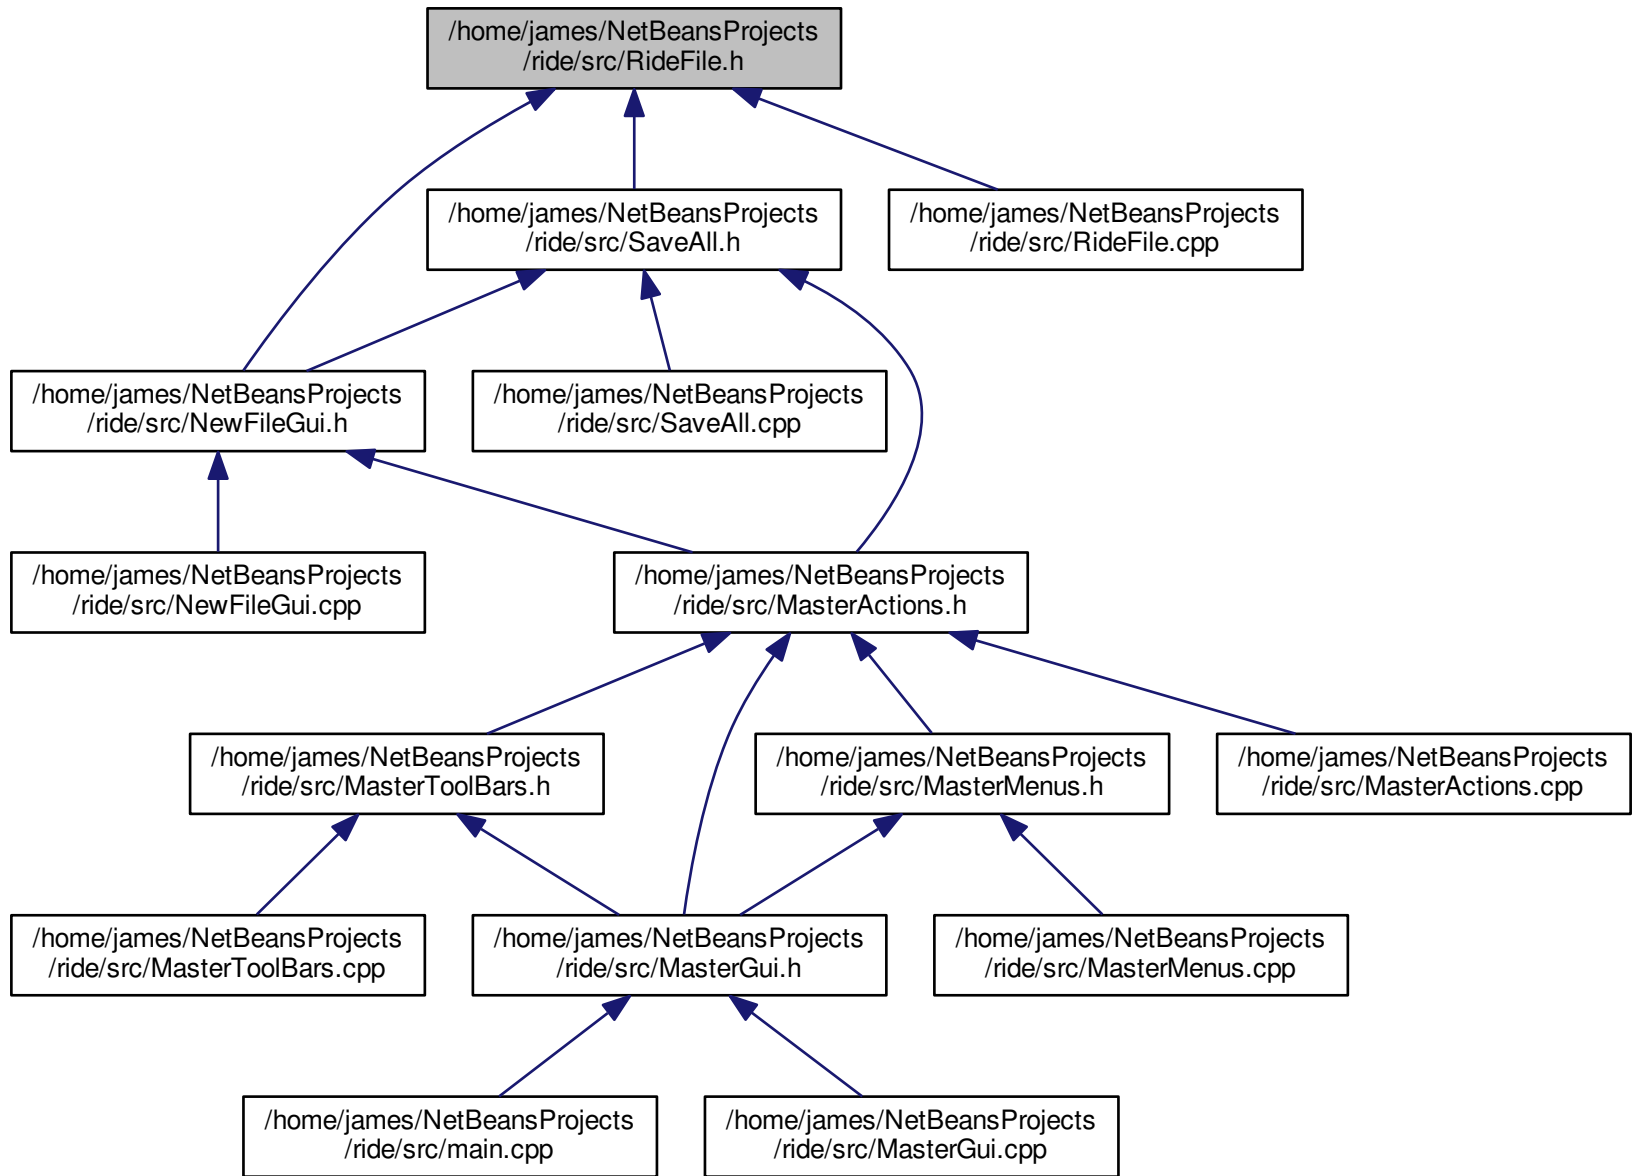 /home/james/NetBeansProjects
/ride/src/RideFile.h
/home/james/NetBeansProjects
/ride/src/SaveAll.h
/home/james/NetBeansProjects
/ride/src/RideFile.cpp
/home/james/NetBeansProjects
/ride/src/NewFileGui.h
/home/james/NetBeansProjects
/ride/src/SaveAll.cpp
/home/james/NetBeansProjects
/ride/src/NewFileGui.cpp
/home/james/NetBeansProjects
/ride/src/MasterActions.h
/home/james/NetBeansProjects
/ride/src/MasterToolBars.h
/home/james/NetBeansProjects
/ride/src/MasterMenus.h
/home/james/NetBeansProjects
/ride/src/MasterActions.cpp
/home/james/NetBeansProjects
/ride/src/MasterToolBars.cpp
/home/james/NetBeansProjects
/ride/src/MasterGui.h
/home/james/NetBeansProjects
/ride/src/MasterMenus.cpp
/home/james/NetBeansProjects
/ride/src/main.cpp
/home/james/NetBeansProjects
/ride/src/MasterGui.cpp